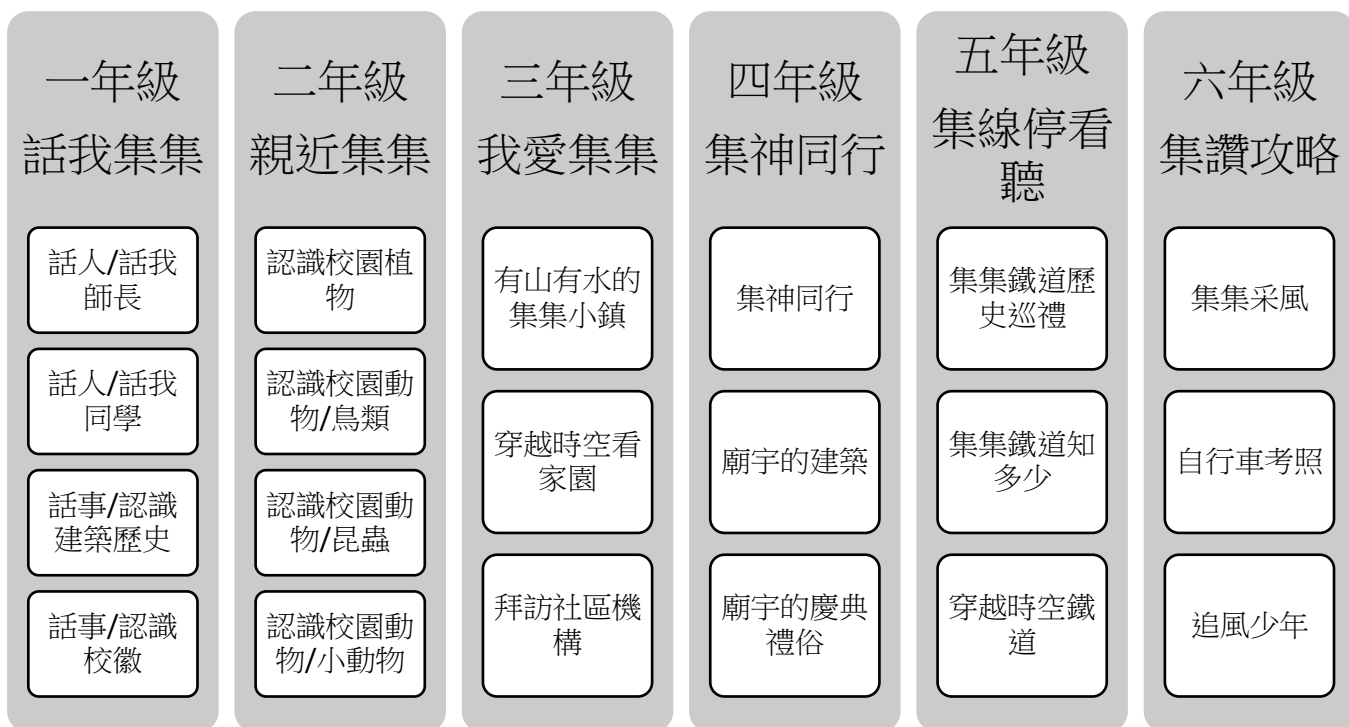 一年級
話我集集
話人/話我
師長
話人/話我
同學
話事/認識
建築歷史
話事/認識
校徽
二年級
親近集集
認識校園植
物
認識校園動
物/鳥類
認識校園動
物/昆蟲
認識校園動
物/小動物
三年級
我愛集集
有山有水的
集集小鎮
穿越時空看
家園
拜訪社區機
構
四年級
集神同行
集神同行
廟宇的建築
廟宇的慶典
禮俗
五年級
集線停看
聽
集集鐵道歷
史巡禮
集集鐵道知
多少
穿越時空鐵
道
六年級
集讚攻略
集集采風
自行車考照
追風少年